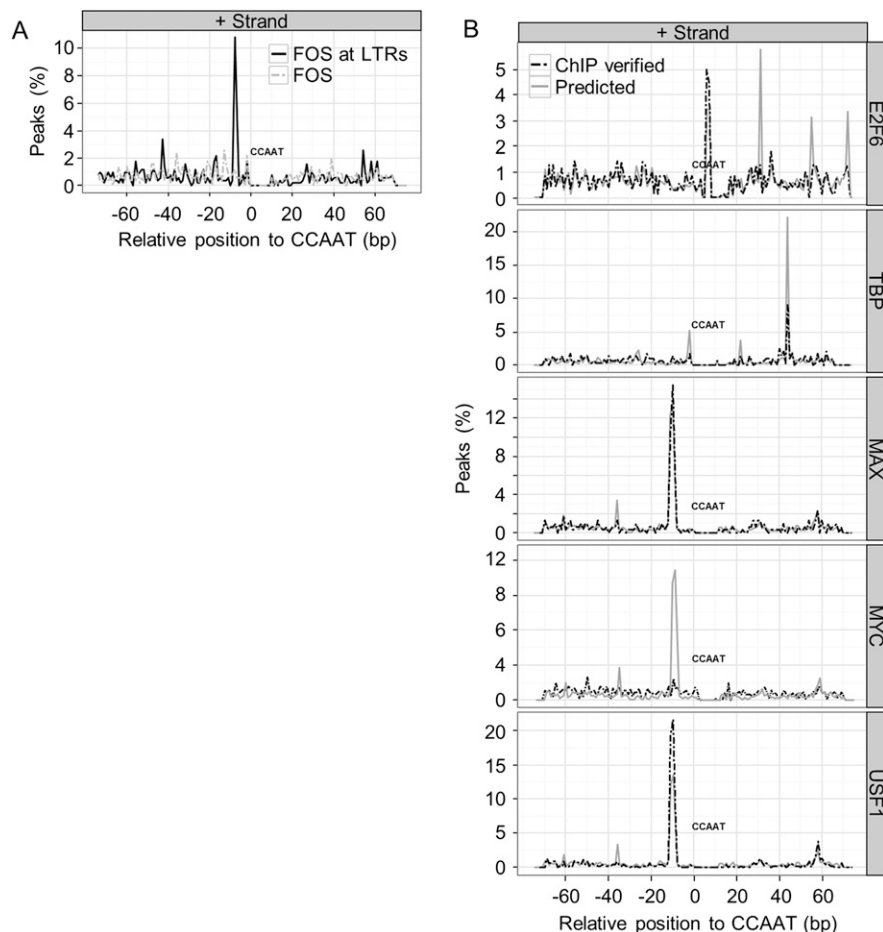 A
+ Strand
FOS at LTRs
FOS
CCAAT
Peaks (%)
10
8
6
4
2
0
-60 -40 -20 0 20 40 60
Relative position to CCAAT (bp)
B
+ Strand
ChIP verified
Predicted
CCAAT
5
4
3
2
1
0
E2F6
CCAAT
20
15
10
5
0
TBP
CCAAT
12
8
4
0
MAX
Peaks (%)
CCAAT
12
8
6
4
0
MYC
CCAAT
20
15
10
5
0
USF1
-60 -40 -20 0 20 40 60
Relative position to CCAAT (bp)